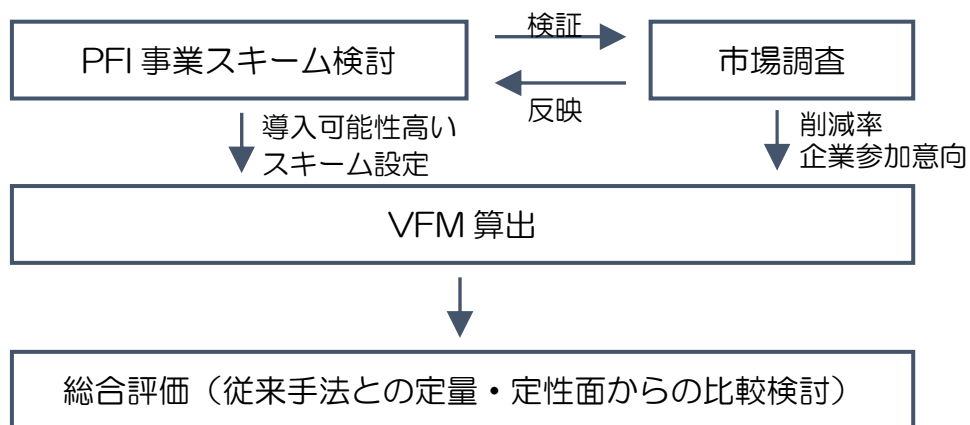 PFI 事業スキーム検討
検証
反映
市場調査
導入可能性高い
スキーム設定
削減率
企業参加意向
VFM 算出
総合評価（従来手法との定量・定性面からの比較検討）